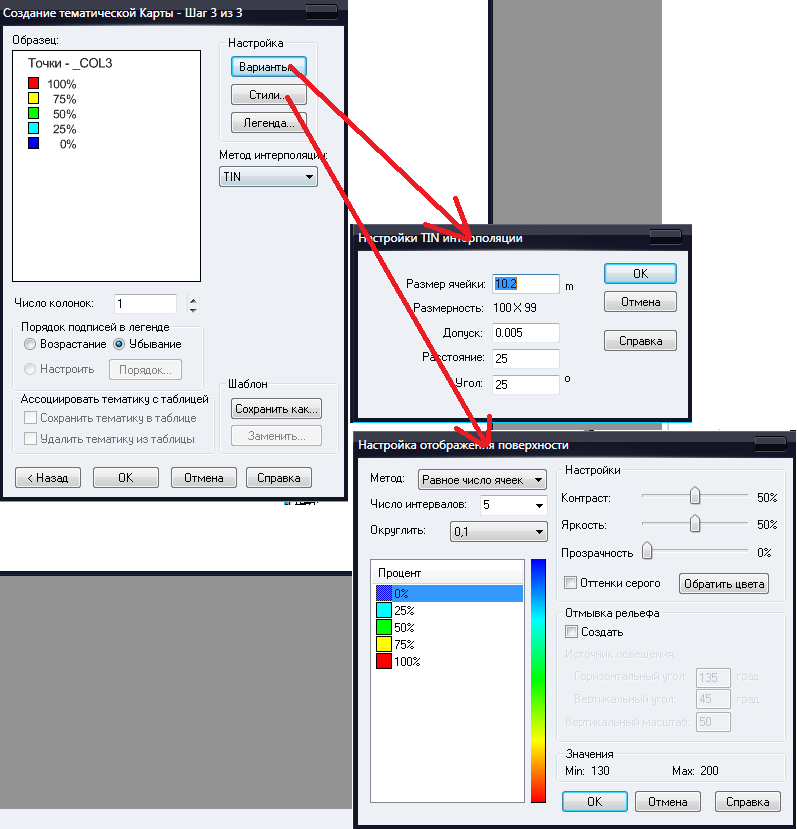 Создание тематической Карты - Шаг 3 из 3
Образец:
Точки - _COL3
100%
75%
50%
25%
0%
Настройка
Варианты...
Стили...
Легенда...
Метод интерполяции:
TIN
Число колонок:
1
Порядок подписей в легенде
Возрастание
Убывание
Настроить
Порядок...
Ассоциировать тематику с таблицей
Сохранить тематику в таблице
Удалить тематику из таблицы
Шаблон
Сохранить как...
Заменить...
< Назад
OK
Отмена
Справка
Настройки TIN интерполяции
Размер ячейки:
10.2
m
Размерность:
100 X 99
Допуск:
0.005
Расстояние:
25
Угол:
25
o
OK
Отмена
Справка
Настройка отображения поверхности
Метод:
Равное число ячеек
Число интервалов:
5
Округлить:
0,1
Процент
0%
25%
50%
75%
100%
Настройки
Контраст:
50%
Яркость:
50%
Прозрачность
0%
Оттенки серого
Обратить цвета
Отмывка рельефа
Создать
Источник освещения:
Горизонтальный угол:
135
град.
Вертикальный угол:
45
град
Вертикальный масштаб:
50
Значения
Min: 130
Max: 200
OK
Отмена
Справка